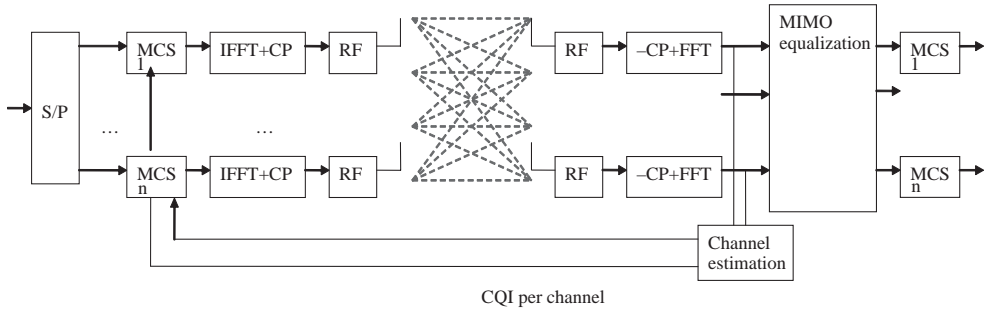 MIMO
equalization
MCS
1
IFFT+CP
RF
RF
–CP+FFT
MCS
1
S/P
...
...
MCS
n
IFFT+CP
RF
RF
–CP+FFT
MCS
n
Channel
estimation
CQI per channel